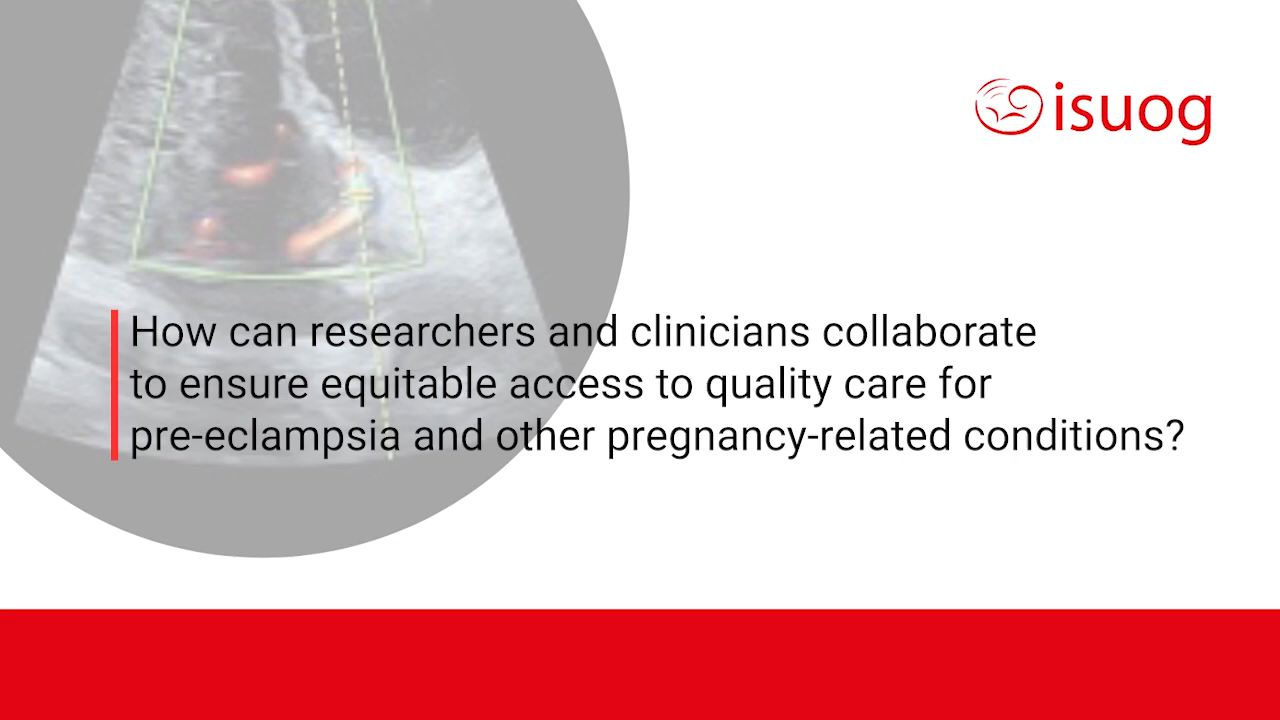 isuog
How can researchers and clinicians collaborate
to ensure equitable access to quality care for
pre-eclampsia and other pregnancy-related conditions?